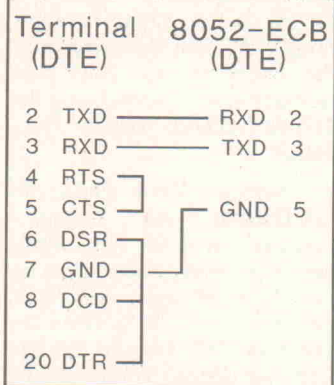 Terminal 8052-ECB
(DTE) (DTE)
2 TXD RXD 2
3 RXD TXD 3
4 RTS
5 CTS GND 5
6 DSR
7 GND
8 DCD
20 DTR